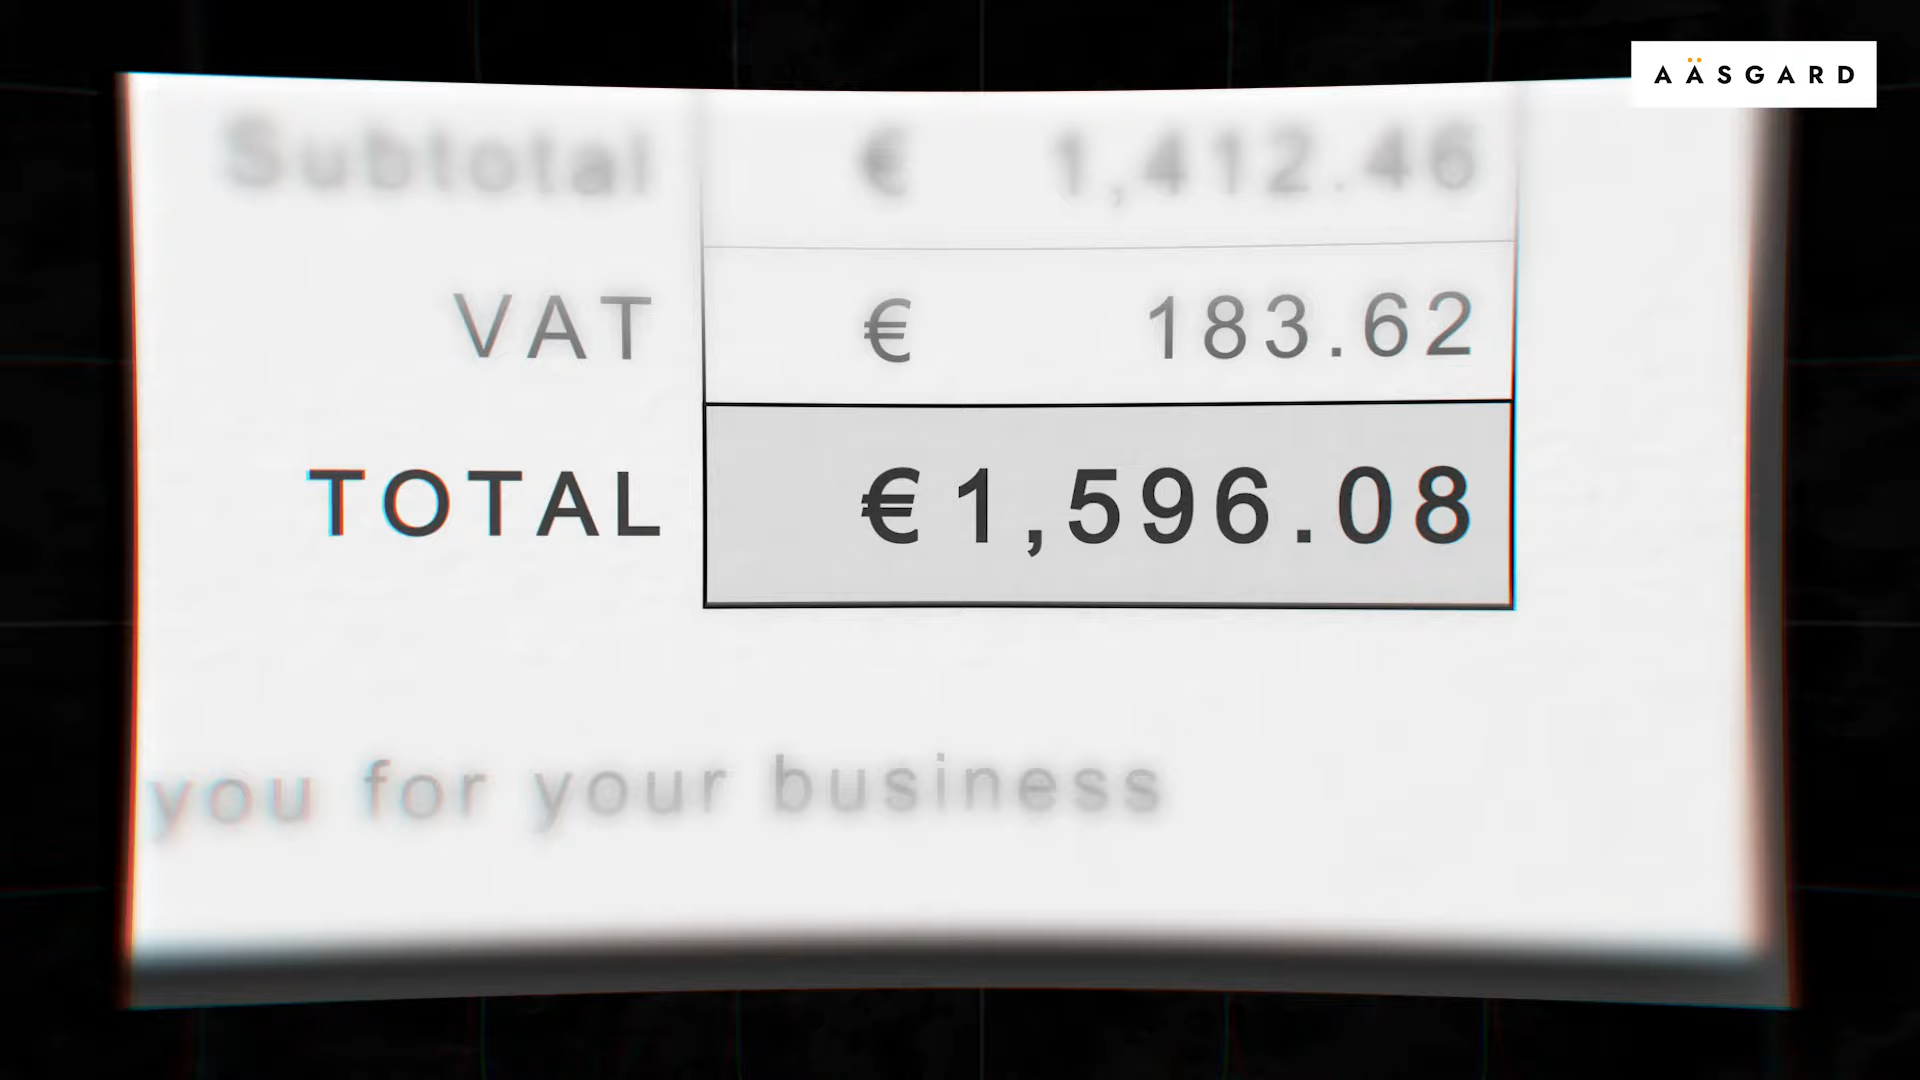 AÄSGARD
Subtotal € 1,412.46
VAT € 183.62
TOTAL € 1,596.08
you for your business